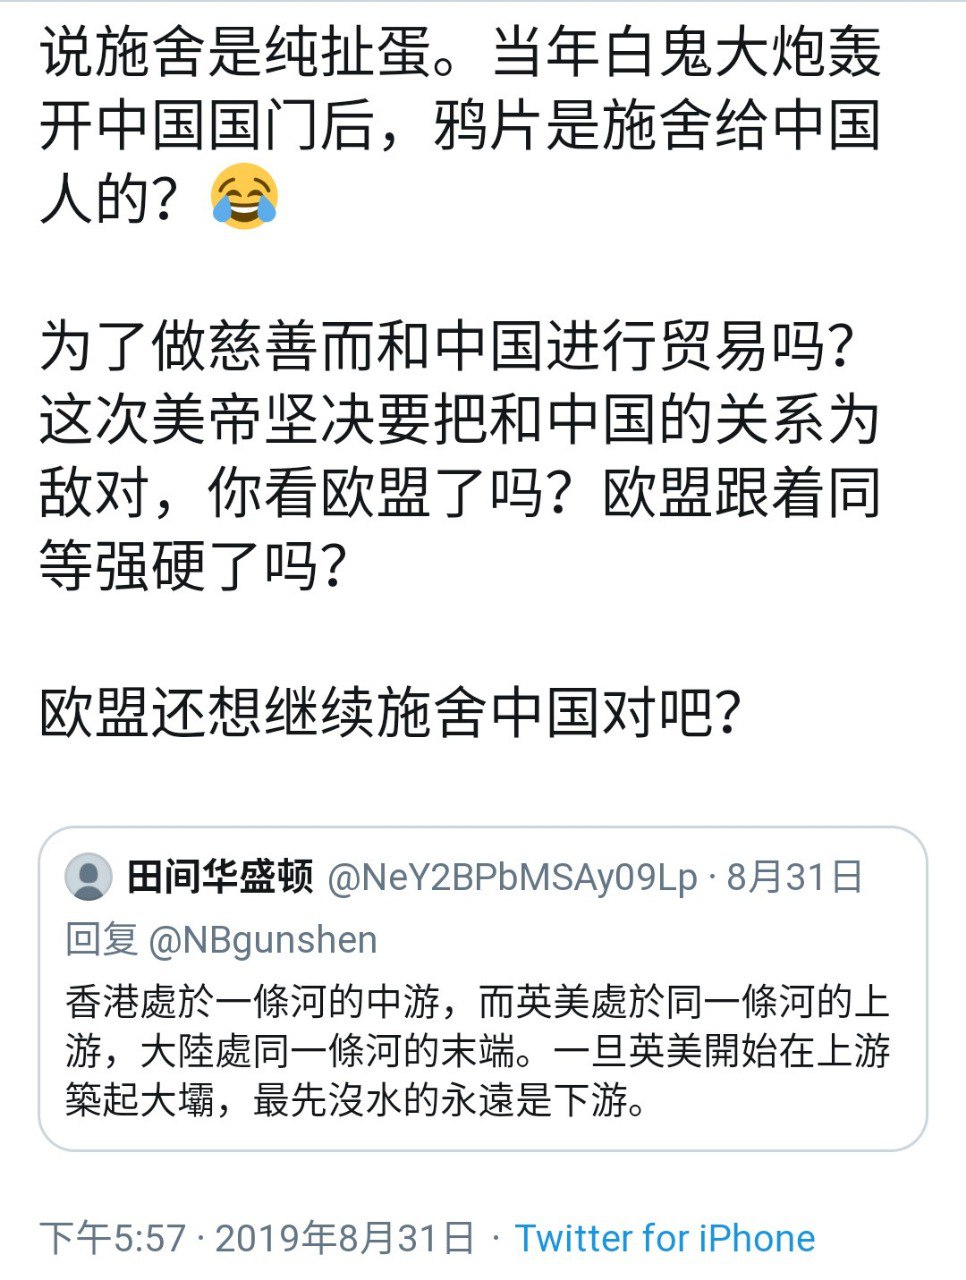 说施舍是纯扯蛋。当年白鬼大炮轰
开中国国门后，鸦片是施舍给中国
人的？😂
为了做慈善而和中国进行贸易吗？
这次美帝坚决要把和中国的关系为
敌对，你看欧盟了吗？欧盟跟着同
等强硬了吗？
欧盟还想继续施舍中国对吧？
田间华盛顿 @NeY2BPbMSAy09Lp · 8月31日
回复 @NBgunshen
香港處於一條河的中游，而英美處於同一條河的上
游，大陸處同一條河的末端。一旦英美開始在上游
築起大壩，最先沒水的永遠是下游。
下午5:57 · 2019年8月31日 · Twitter for iPhone